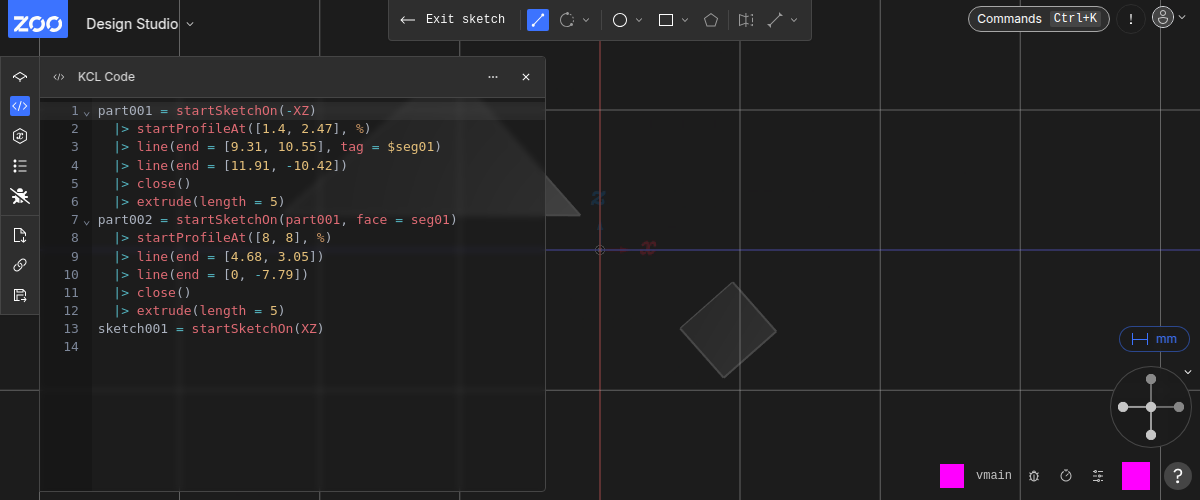 ZOO Design Studio
Exit sketch
Commands Ctrl+K
!
</> KCL Code ...
1 part001 = startSketchOn(-XZ)
2 |> startProfileAt([1.4, 2.47], %)
3 |> line(end = [9.31, 10.55], tag = $seg01)
4 |> line(end = [11.91, -10.42])
5 |> close()
6 |> extrude(length = 5)
7 part002 = startSketchOn(part001, face = seg01)
8 |> startProfileAt([8, 8], %)
9 |> line(end = [4.68, 3.05])
10 |> line(end = [0, -7.79])
11 |> close()
12 |> extrude(length = 5)
13 sketch001 = startSketchOn(XZ)
14
z
x
mm
vmain
?